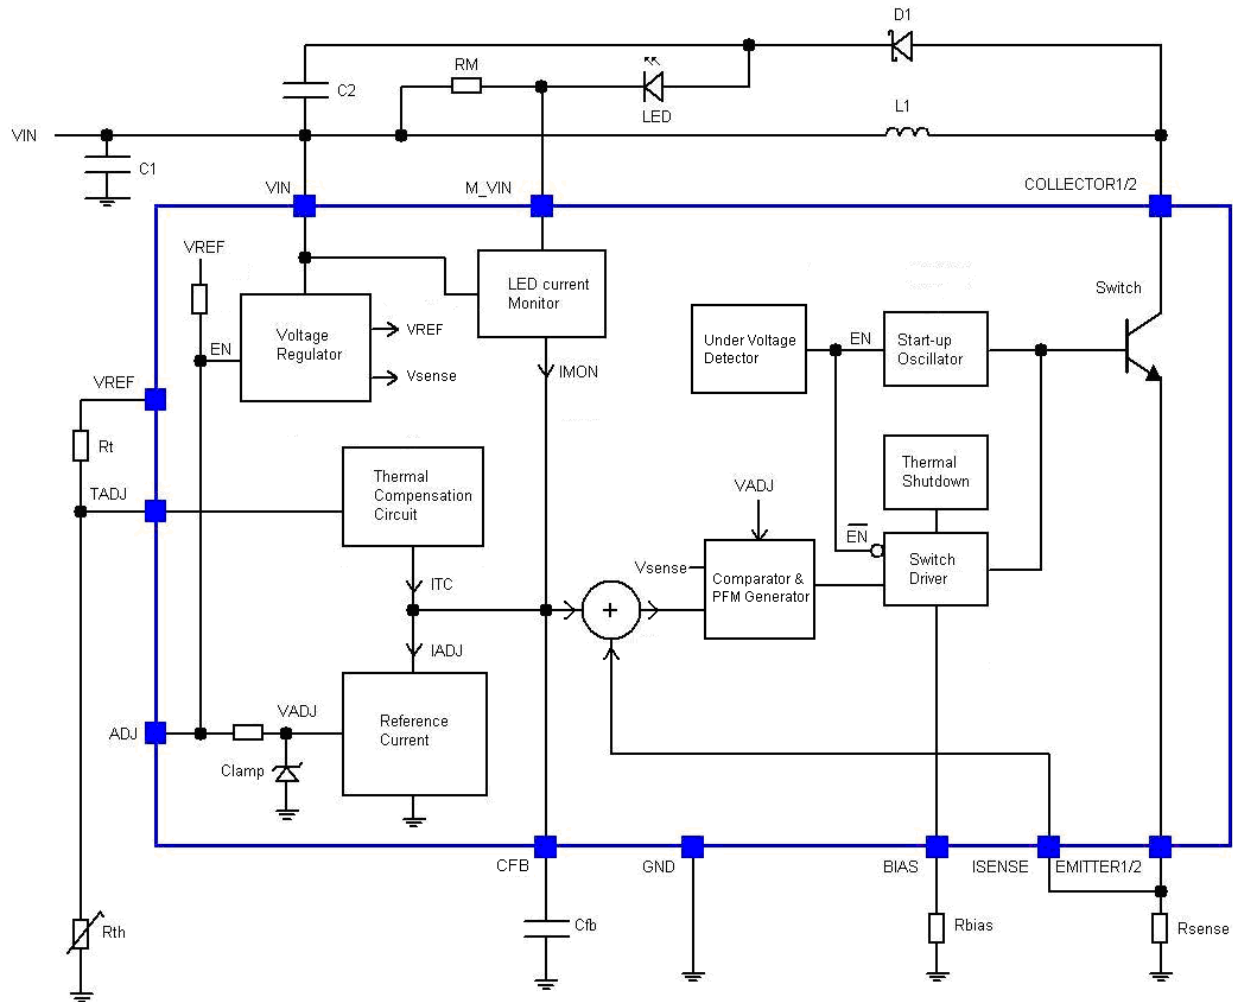 D1
RM
C2
LED
L1
VIN
C1
VIN
M_VIN
COLLECTOR1/2
VREF
LED current
Monitor
Switch
Voltage
Regulator
VREF
Vsense
EN
Under Voltage
Detector
EN
Start-up
Oscillator
IMON
VREF
Rt
TADJ
Thermal
Compensation
Circuit
Thermal
Shutdown
VADJ
EN
Switch
Driver
Vsense
Comparator &
PFM Generator
ITC
+
IADJ
ADJ
VADJ
Reference
Current
Clamp
CFB
GND
BIAS
ISENSE
EMITTER1/2
Rth
Cfb
Rbias
Rsense